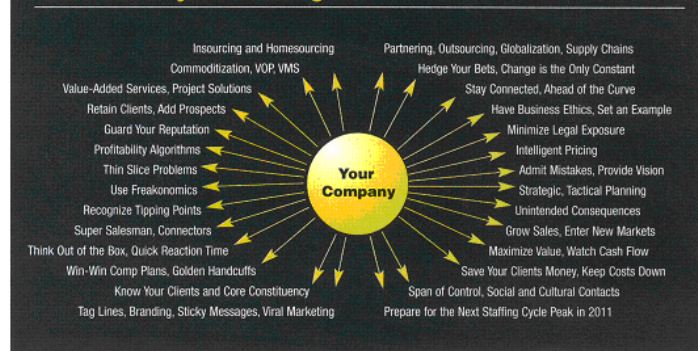 Insourcing and Homesourcing
Commoditization, VOP, VMS
Value-Added Services, Project Solutions
Retain Clients, Add Prospects
Guard Your Reputation
Profitability Algorithms
Thin Slice Problems
Use Freakonomics
Recognize Tipping Points
Super Salesman, Connectors
Think Out of the Box, Quick Reaction Time
Win-Win Comp Plans, Golden Handcuffs
Know Your Clients and Core Constituency
Tag Lines, Branding, Sticky Messages, Viral Marketing
Your
Company
Partnering, Outsourcing, Globalization, Supply Chains
Hedge Your Bets, Change is the Only Constant
Stay Connected, Ahead of the Curve
Have Business Ethics, Set an Example
Minimize Legal Exposure
Intelligent Pricing
Admit Mistakes, Provide Vision
Strategic, Tactical Planning
Unintended Consequences
Grow Sales, Enter New Markets
Maximize Value, Watch Cash Flow
Save Your Clients Money, Keep Costs Down
Span of Control, Social and Cultural Contacts
Prepare for the Next Staffing Cycle Peak in 2011